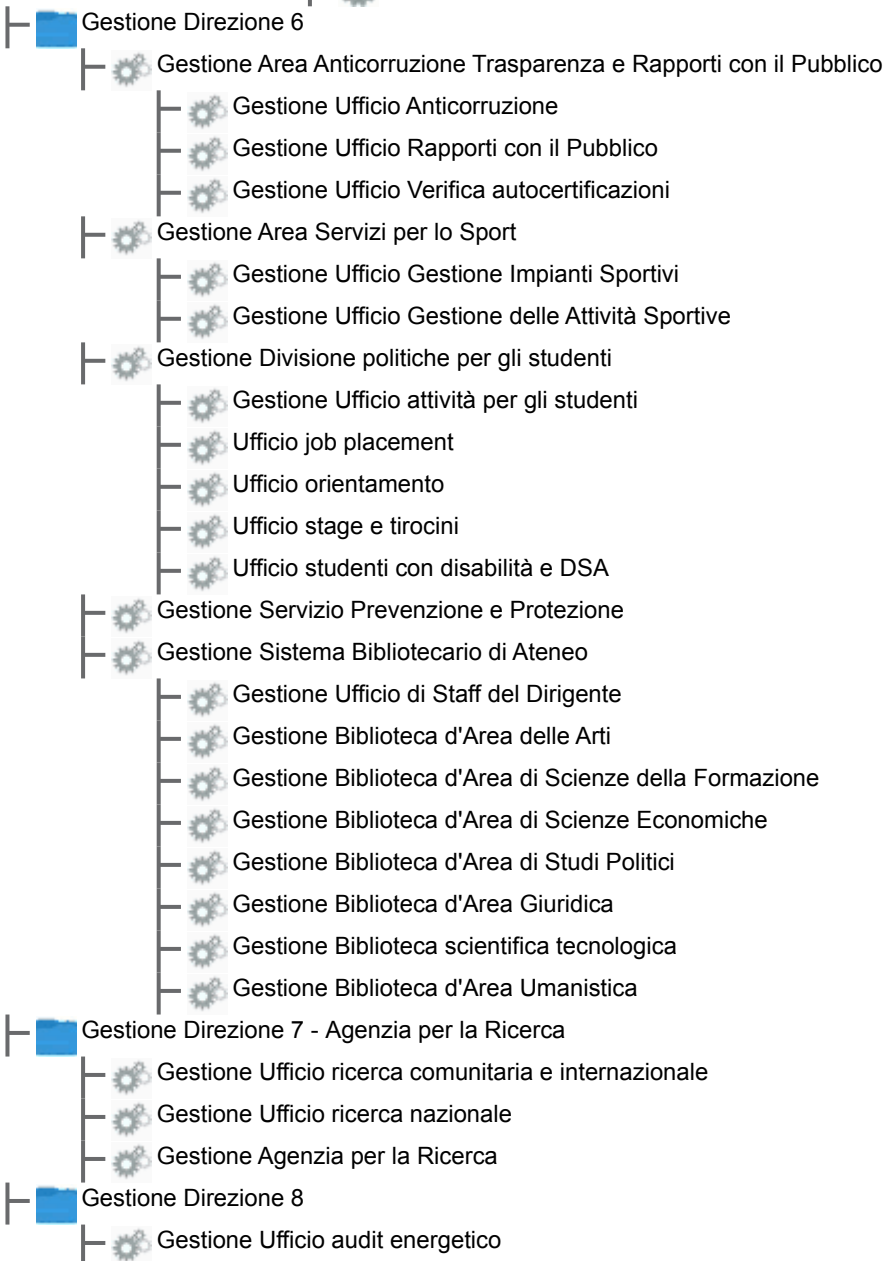 Gestione Direzione 6
Gestione Area Anticorruzione Trasparenza e Rapporti con il Pubblico
Gestione Ufficio Anticorruzione
Gestione Ufficio Rapporti con il Pubblico
Gestione Ufficio Verifica autocertificazioni
Gestione Area Servizi per lo Sport
Gestione Ufficio Gestione Impianti Sportivi
Gestione Ufficio Gestione delle Attività Sportive
Gestione Divisione politiche per gli studenti
Gestione Ufficio attività per gli studenti
Ufficio job placement
Ufficio orientamento
Ufficio stage e tirocini
Ufficio studenti con disabilità e DSA
Gestione Servizio Prevenzione e Protezione
Gestione Sistema Bibliotecario di Ateneo
Gestione Ufficio di Staff del Dirigente
Gestione Biblioteca d'Area delle Arti
Gestione Biblioteca d'Area di Scienze della Formazione
Gestione Biblioteca d'Area di Scienze Economiche
Gestione Biblioteca d'Area di Studi Politici
Gestione Biblioteca d'Area Giuridica
Gestione Biblioteca scientifica tecnologica
Gestione Biblioteca d'Area Umanistica
Gestione Direzione 7 - Agenzia per la Ricerca
Gestione Ufficio ricerca comunitaria e internazionale
Gestione Ufficio ricerca nazionale
Gestione Agenzia per la Ricerca
Gestione Direzione 8
Gestione Ufficio audit energetico